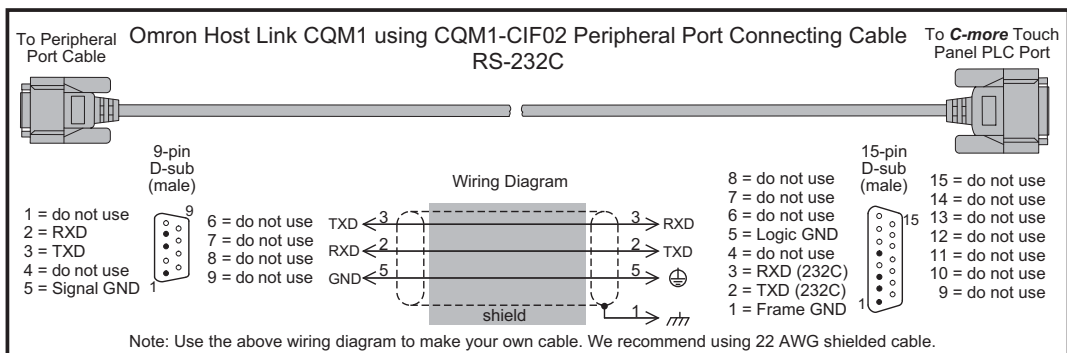 To Peripheral
Port Cable
Omron Host Link CQM1 using CQM1-CIF02 Peripheral Port Connecting Cable
RS-232C
To C-more Touch
Panel PLC Port
9-pin
D-sub
(male)
1 = do not use
2 = RXD
3 = TXD
4 = do not use
5 = Signal GND
9
1
6 = do not use
7 = do not use
8 = do not use
9 = do not use
Wiring Diagram
TXD 3 3 RXD
RXD 2 2 TXD
GND 5 5
1
shield
8 = do not use
7 = do not use
6 = do not use
5 = Logic GND
4 = do not use
3 = RXD (232C)
2 = TXD (232C)
1 = Frame GND
15-pin
D-sub
(male)
15
1
15 = do not use
14 = do not use
13 = do not use
12 = do not use
11 = do not use
10 = do not use
9 = do not use
Note: Use the above wiring diagram to make your own cable. We recommend using 22 AWG shielded cable.